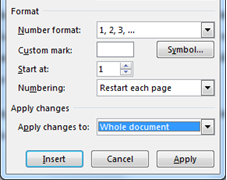 Format
Number format: 1, 2, 3, ...
Custom mark: Symbol...
Start at: 1
Numbering: Restart each page
Apply changes
Apply changes to: Whole document
Insert Cancel Apply